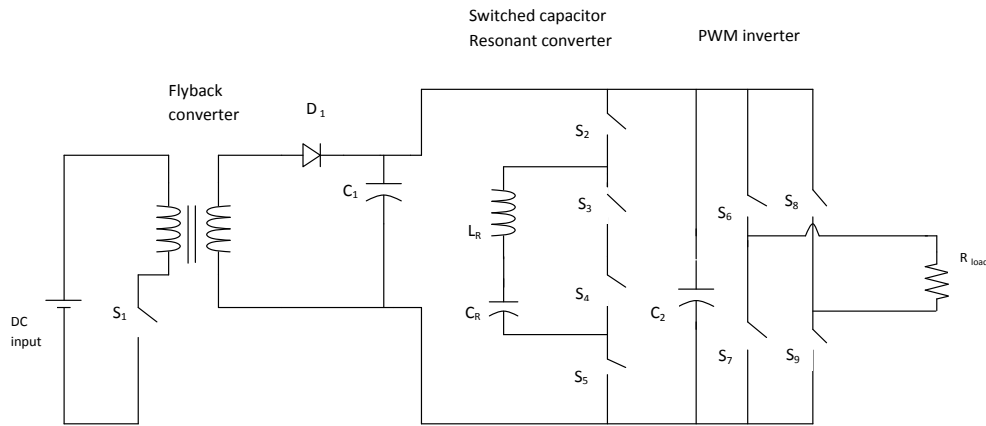 Switched capacitor
Resonant converter
PWM inverter
Flyback
converter
D 1
S2
C1
S3
S6
S8
LR
R load
S1
S4
CR
C2
DC
input
S7
S9
S5